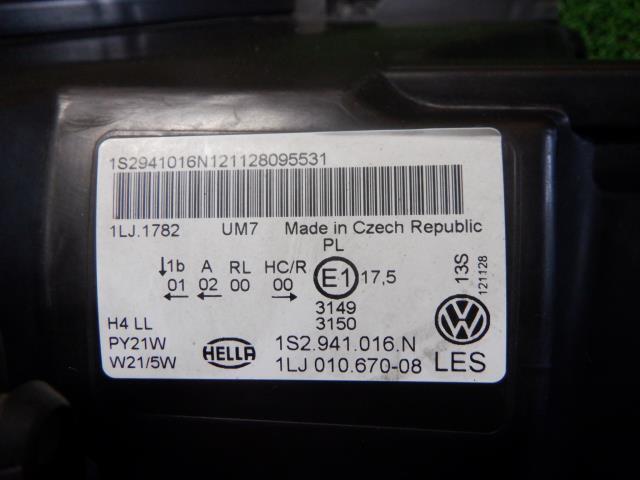 1S2941016N121128095531
1LJ.1782 UM7 Made in Czech Republic
PL
↓1b A RL HC/R
01 02 00 00
E1 17,5
3149
3150
13S
121128
H4 LL
PY21W
W21/5W
HELLA
1S2.941.016.N
1LJ 010.670-08
VW
LES